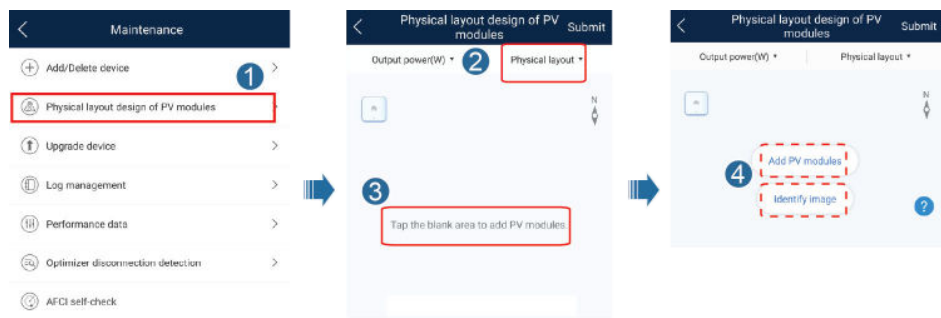 Maintenance
1
Add/Delete device
Physical layout design of PV modules
Upgrade device
Log management
Performance data
Optimizer disconnection detection
AFCI self-check
Physical layout design of PV
modules
Submit
Output power(W)
2
Physical layout
N
3
Tap the blank area to add PV modules.
Physical layout design of PV
modules
Submit
Output power(W)
Physical layout
N
4
Add PV modules
Identify image
?